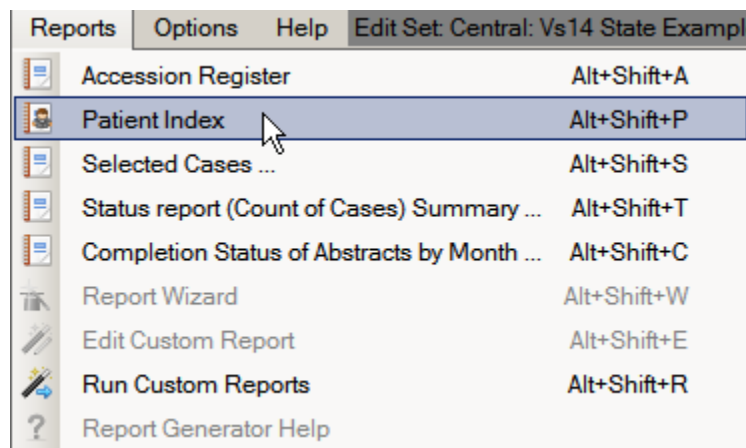 Reports Options Help Edit Set: Central: Vs14 State Exampl
Accession Register Alt+Shift+A
Patient Index Alt+Shift+P
Selected Cases ... Alt+Shift+S
Status report (Count of Cases) Summary ... Alt+Shift+T
Completion Status of Abstracts by Month ... Alt+Shift+C
Report Wizard Alt+Shift+W
Edit Custom Report Alt+Shift+E
Run Custom Reports Alt+Shift+R
? Report Generator Help